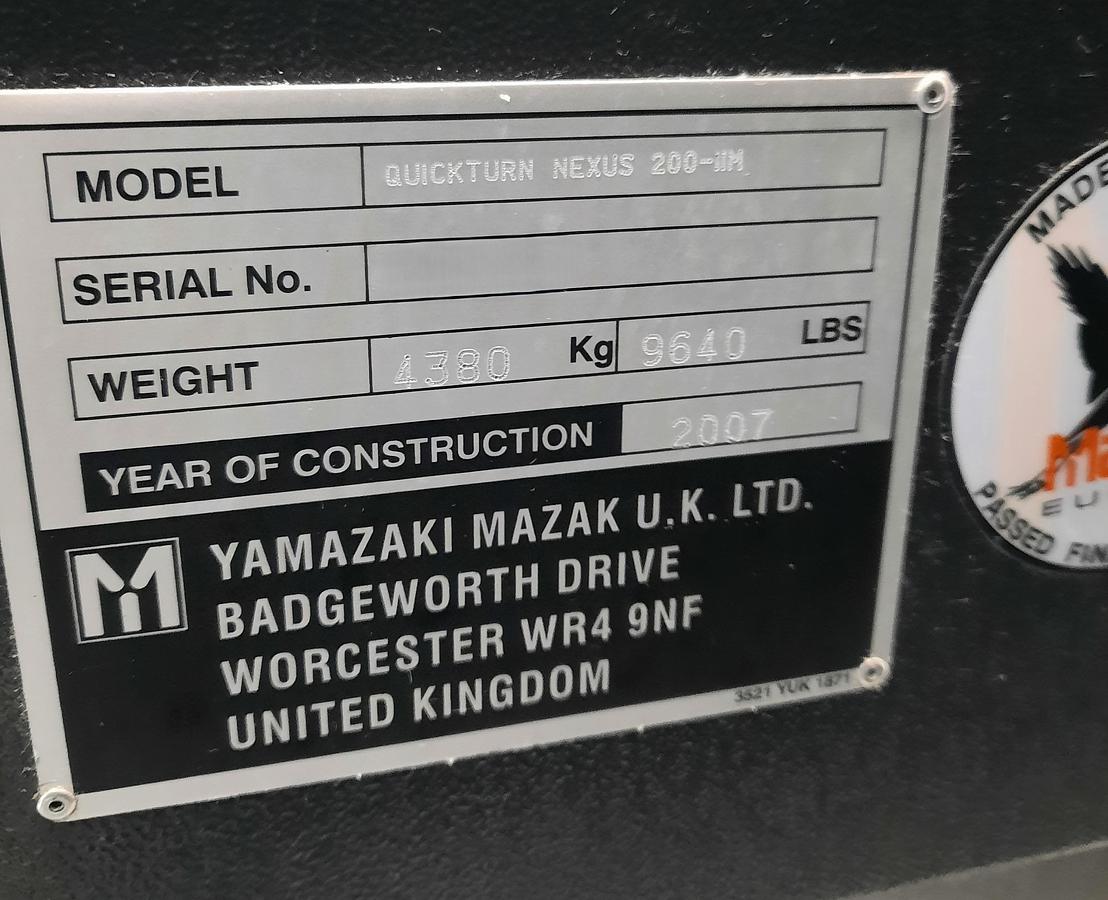 MODEL QUICKTURN NEXUS 200-iiM
SERIAL No.
WEIGHT 4380 Kg 9640 LBS
YEAR OF CONSTRUCTION 2007
YAMAZAKI MAZAK U.K. LTD.
BADGEWORTH DRIVE
WORCESTER WR4 9NF
UNITED KINGDOM
3521 YUK 1871
MADE
PASSED